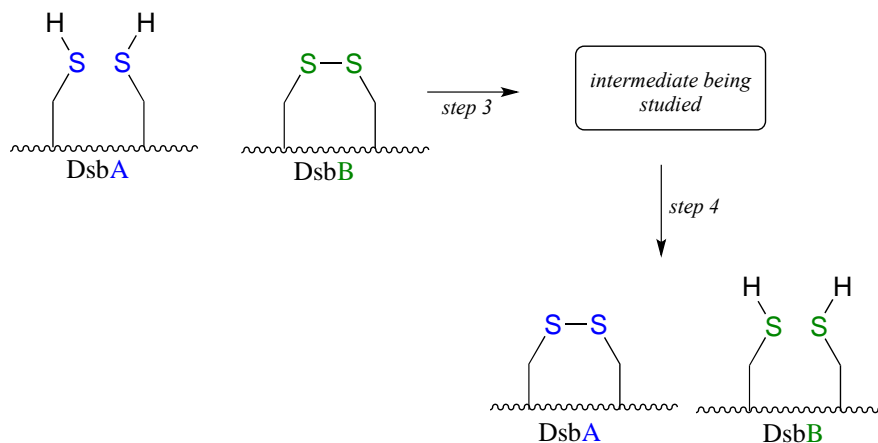 H H
S S S S
step 3
intermediate being
studied
DsbA DsbB
step 4
H H
S S S S
DsbA DsbB